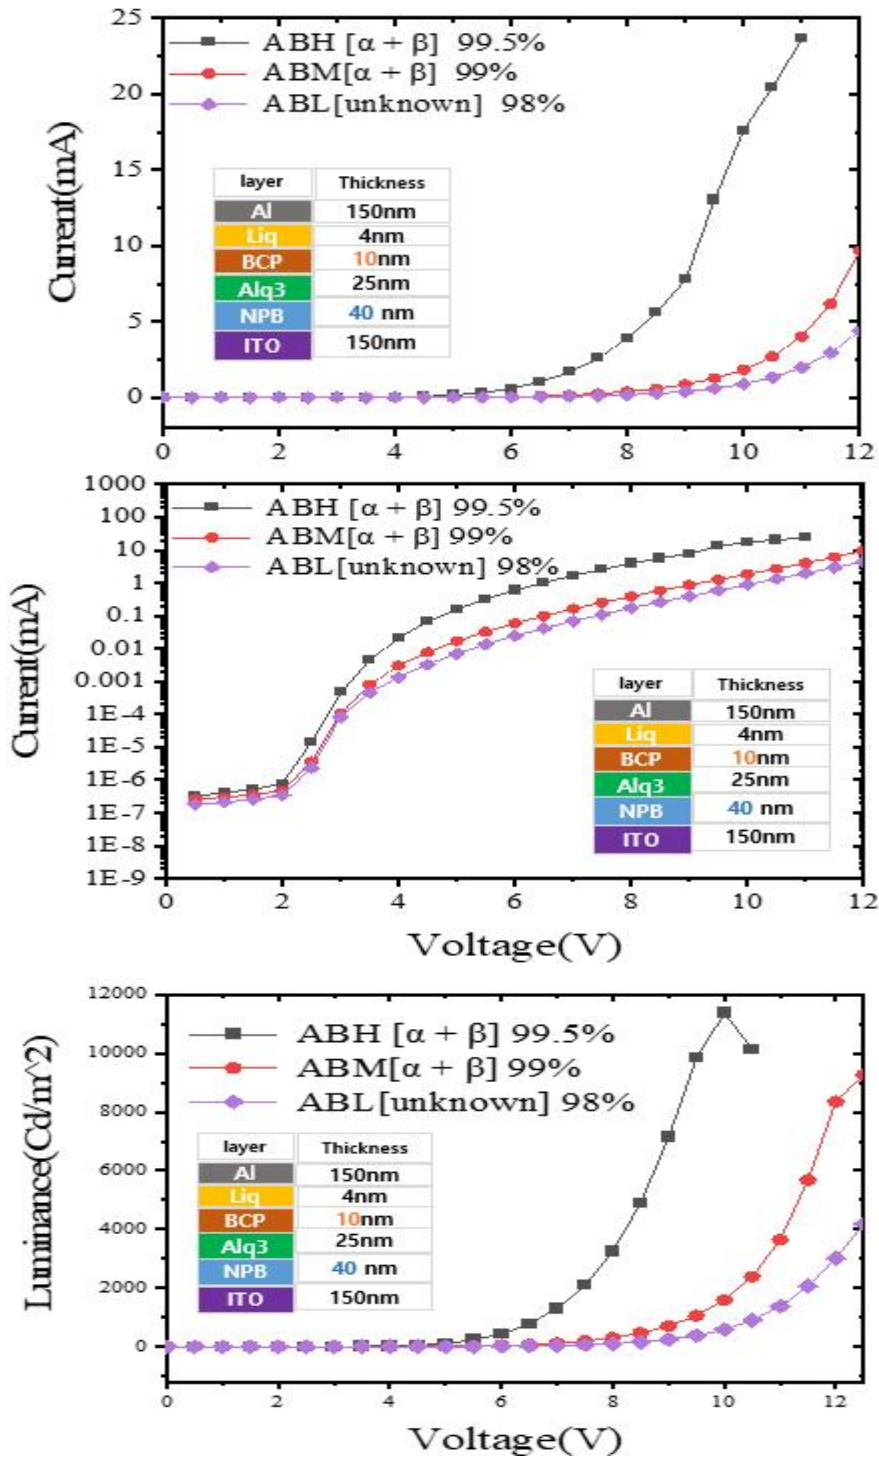 25
20
15
10
5
0
Current(mA)
ABH [α + β] 99.5%
ABM[α + β] 99%
ABL[unknown] 98%
layer Thickness
Al 150nm
Liq 4nm
BCP 10nm
Alq3 25nm
NPB 40 nm
ITO 150nm
0 2 4 6 8 10 12
1000
100
10
1
0.1
0.01
0.001
1E-4
1E-5
1E-6
1E-7
1E-8
1E-9
Current(mA)
ABH [α + β] 99.5%
ABM[α + β] 99%
ABL[unknown] 98%
layer Thickness
Al 150nm
Liq 4nm
BCP 10nm
Alq3 25nm
NPB 40 nm
ITO 150nm
0 2 4 6 8 10 12
Voltage(V)
12000
10000
8000
6000
4000
2000
0
Luminance(Cd/m^2)
ABH [α + β] 99.5%
ABM[α + β] 99%
ABL[unknown] 98%
layer Thickness
Al 150nm
Liq 4nm
BCP 10nm
Alq3 25nm
NPB 40 nm
ITO 150nm
0 2 4 6 8 10 12
Voltage(V)